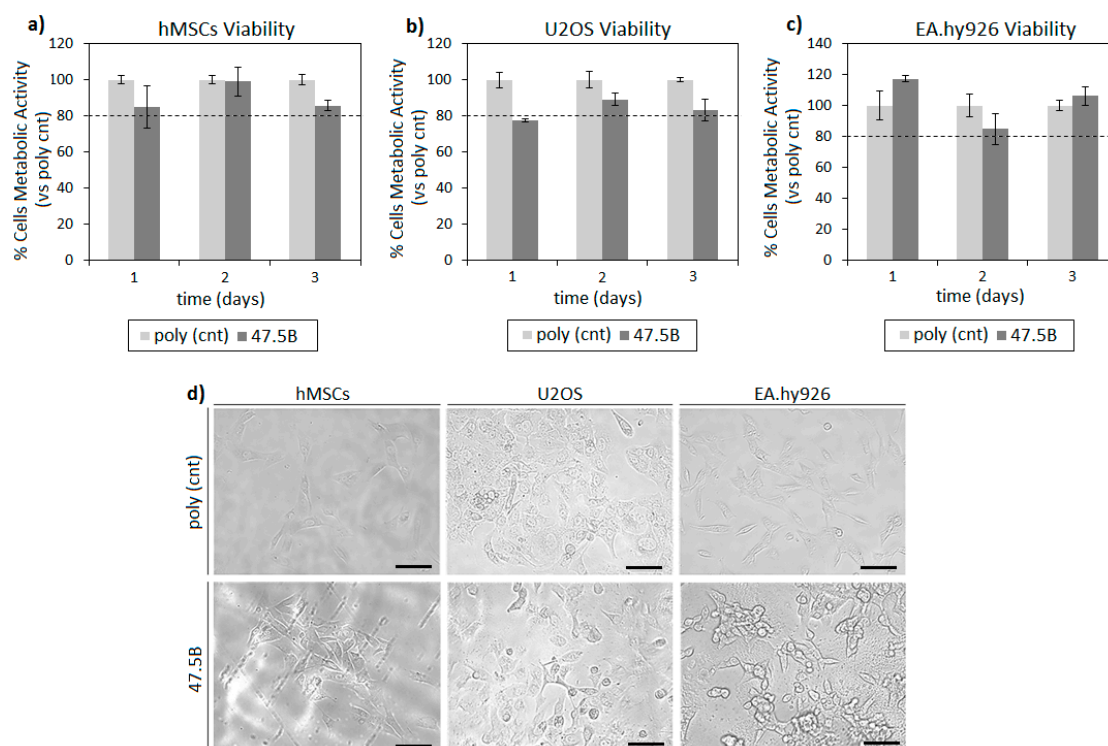 a)
hMSCs Viability
% Cells Metabolic Activity
(vs poly cnt)
120
100
80
60
40
20
0
1 2 3
time (days)
poly (cnt) 47.5B
b)
U2OS Viability
% Cells Metabolic Activity
(vs poly cnt)
120
100
80
60
40
20
0
1 2 3
time (days)
poly (cnt) 47.5B
c)
EA.hy926 Viability
% Cells Metabolic Activity
(vs poly cnt)
140
120
100
80
60
40
20
0
1 2 3
time (days)
poly (cnt) 47.5B
d)
hMSCs U2OS EA.hy926
poly (cnt)
47.5B